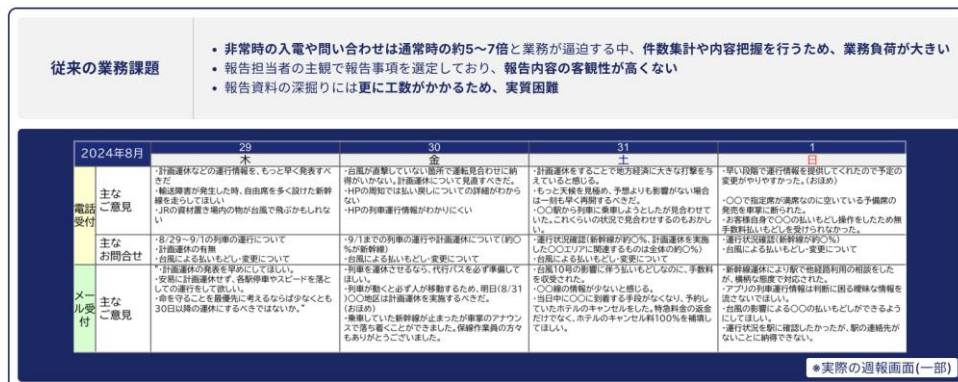 従来の業務課題
• 非常時の入電や問い合わせは通常時の約5～7倍と業務が逼迫する中、件数集計や内容把握を行うため、業務負荷が大きい
• 報告担当者の主観で報告事項を選定しており、報告内容の客観性が高くない
• 報告資料の深掘りには更に工数がかかるため、実質困難
2024年8月
29
30
31
1
木
金
土
日
電話
受付
主な
ご意見
・計画運休などの運行情報を、もっと早く発表すべ
きだ
・輸送障害が発生した時、自由席を多く設けた新幹
線を走らしてほしい
・JRの資材置き場内の物が台風で飛ぶかもしれな
い
・台風が直撃していない箇所で運転見合わせに納
得がいかない。計画運休について見直すべきだ。
・HPの周知では払い戻しについての詳細がわから
ない
・HPの列車運行情報がわかりにくい
・計画運休をすることで地方経済に大きな打撃を与
えていると感じる。
・もっと天候を見極め、予想よりも影響がない場合
は一刻も早く再開するべきだ。
・〇〇駅から列車に乗車しようとしたが見合わせて
いた。これくらいの状況で見合わせするのもおかし
い。
・早い段階で運行情報を提供してくれたので予定の
変更がやりやすかった。(おほめ)
・〇〇で指定席が満席なのに空いている予備席の
発売を車掌に断られた。
・お客様自身で〇〇の払いもどし操作をしたため無
手数料払いもどしを受けられなかった。
主な
お問合せ
・8/29～9/1の列車の運行について
・計画運休の有無
・台風による払いもどし・変更について
・9/1までの列車の運行や計画運休について(約〇
%が新幹線)
・台風による払いもどし・変更について
・運行状況確認(新幹線が約〇%、計画運休を実施
した〇〇エリアに関連するものは全体の約〇%)
・台風による払いもどし・変更について
・運行状況確認(新幹線が約〇%)
・台風による払いもどし・変更について
メー
ル受
付
主な
ご意見
"・計画運休の発表を早めにしてほしい。
・安易に計画運休せず、各駅停車やスピードを落と
しての運行をして欲しい。
・命を守ることを最優先に考えるならば少なくとも
30日以降の運休にするべきではないか。"
・列車を運休させるなら、代行バスを必ず準備して
ほしい。
・列車が動くと必ず人が移動するため、明日(8/31
)〇〇地区は計画運休を実施するべきだ。
(おほめ)
・乗車していた新幹線が止まったが車掌のアナウン
スで落ち着くことができました。保線作業員の方々
もありがとうございました。
・台風10号の影響に伴う払いもどしなのに、手数料
を収受された。
・〇〇線の情報が少ないと感じる。
・当日中に〇〇に到着する手段がなくなり、予約し
ていたホテルのキャンセルをした。特急料金の返金
だけでなく、ホテルのキャンセル料100%を補填し
てほしい。
・新幹線運休により駅で他経路利用の相談をした
が、横柄な態度で対応された。
・アプリの列車運行情報は判断に困る曖昧な情報を
流さないでほしい。
・台風の影響による〇〇の払いもどしができるよう
にしてほしい。
・運行状況を駅に確認したかったが、駅の連絡先が
ないことに納得できない。
※実際の週報画面(一部)